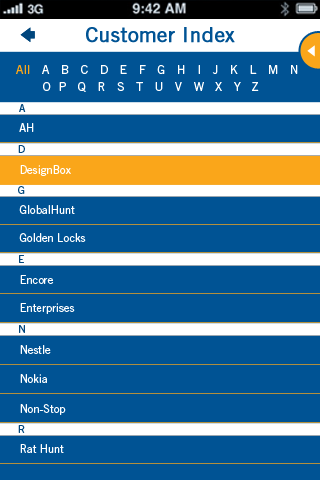 3G 9:42 AM
Customer Index
All A B C D E F G H I J K L M N
O P Q R S T U V W X Y Z
A
AH
D
DesignBox
G
GlobalHunt
Golden Locks
E
Encore
Enterprises
N
Nestle
Nokia
Non-Stop
R
Rat Hunt